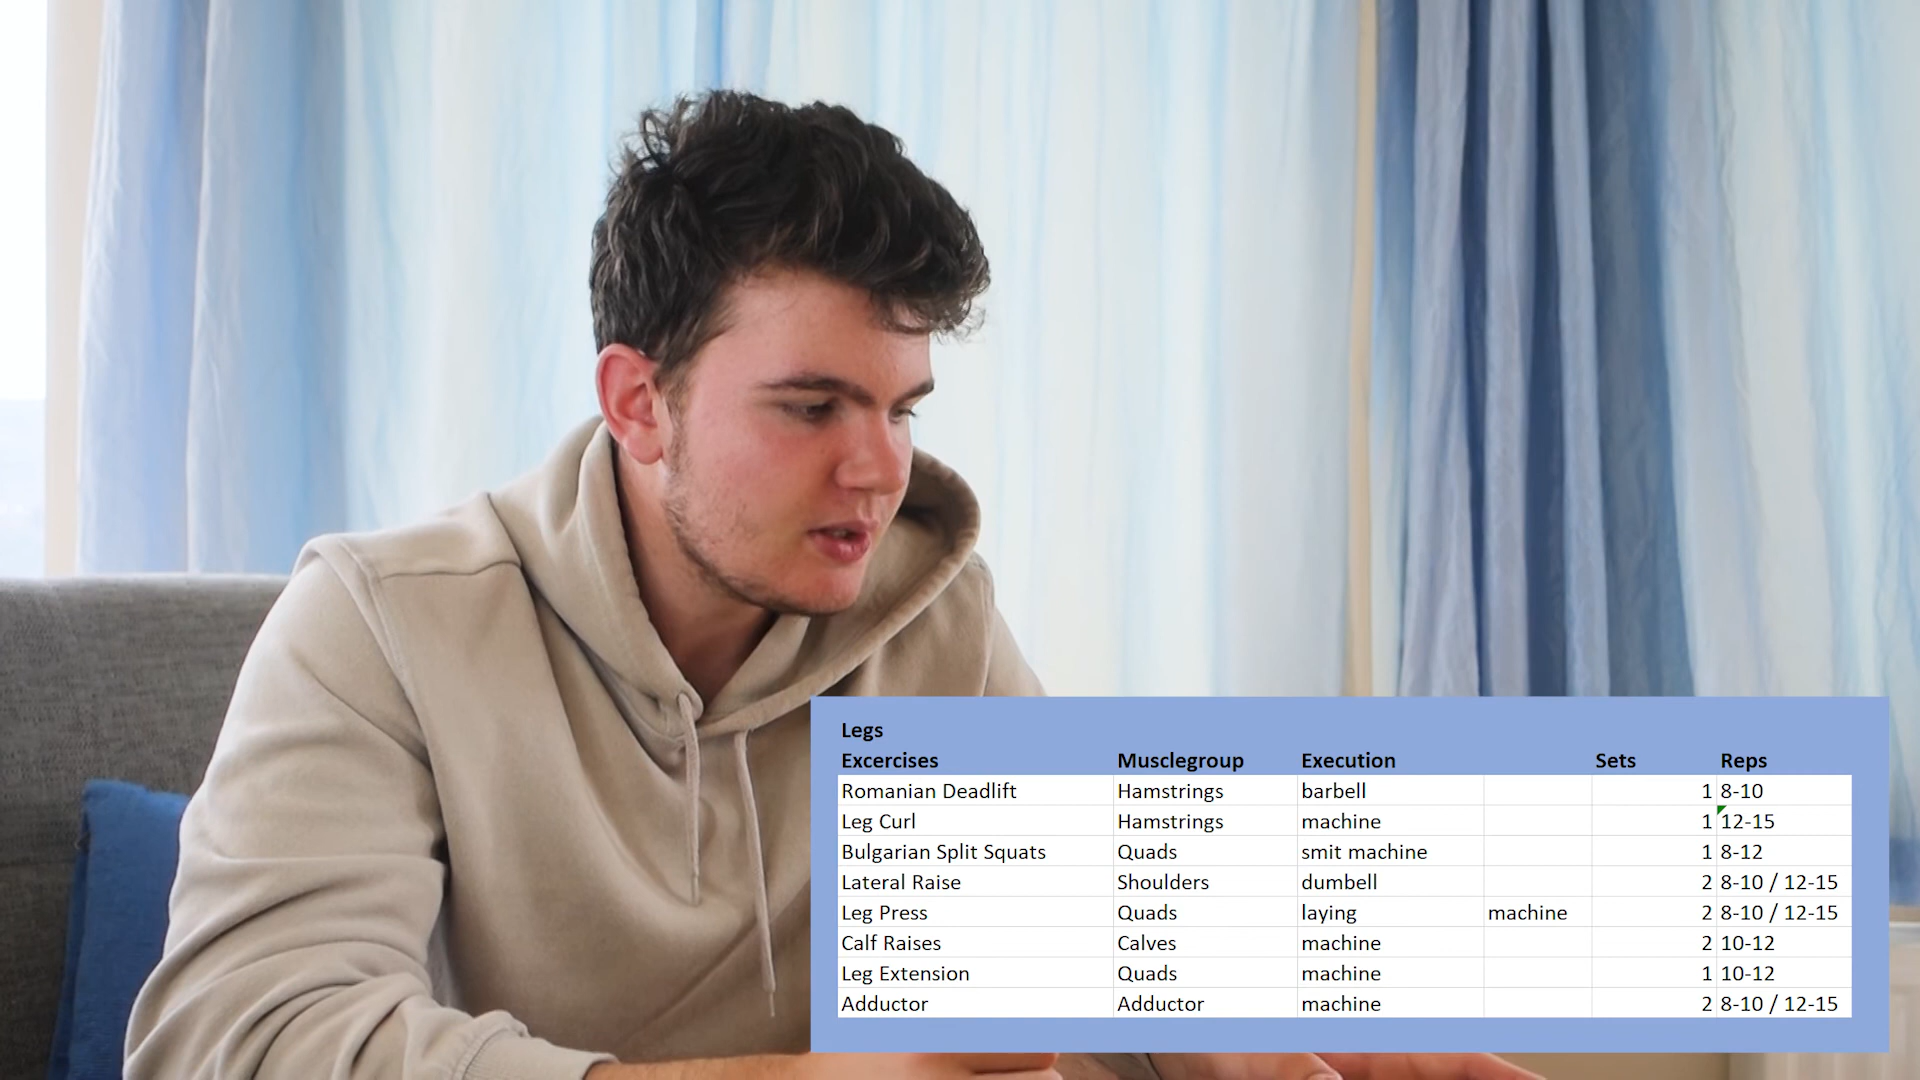 Legs
Excercises Musclegroup Execution Sets Reps
Romanian Deadlift Hamstrings barbell 1 8-10
Leg Curl Hamstrings machine 1 12-15
Bulgarian Split Squats Quads smit machine 1 8-12
Lateral Raise Shoulders dumbell 2 8-10 / 12-15
Leg Press Quads laying machine 2 8-10 / 12-15
Calf Raises Calves machine 2 10-12
Leg Extension Quads machine 1 10-12
Adductor Adductor machine 2 8-10 / 12-15